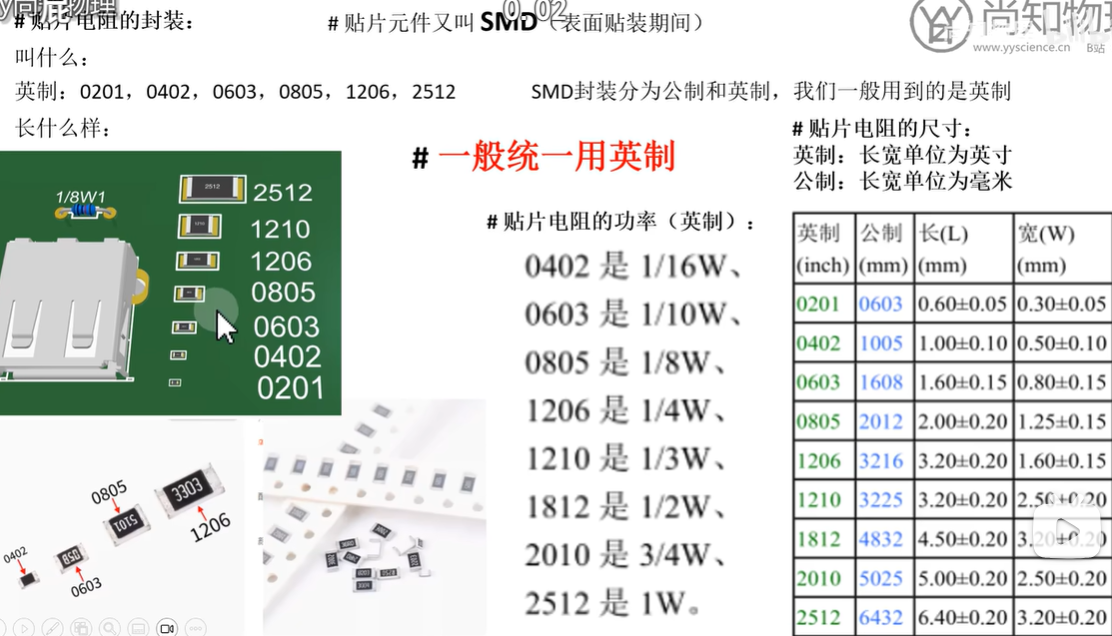 # 贴片电阻的封装：
# 贴片元件又叫 SMD（表面贴装期间）
尚知物理
www.yyscience.cn
B站
叫什么：
英制：0201，0402，0603，0805，1206，2512
SMD封装分为公制和英制，我们一般用到的是英制
长什么样：
# 一般统一用英制
# 贴片电阻的尺寸：
英制：长宽单位为英寸
公制：长宽单位为毫米
1/8W1
2512
2512
1210
1206
0805
0603
0402
0201
# 贴片电阻的功率（英制）：
0402 是 1/16W、
0603 是 1/10W、
0805 是 1/8W、
1206 是 1/4W、
1210 是 1/3W、
1812 是 1/2W、
2010 是 3/4W、
2512 是 1W。
英制 公制 长(L) 宽(W)
(inch) (mm) (mm) (mm)
0201 0603 0.60±0.05 0.30±0.05
0402 1005 1.00±0.10 0.50±0.10
0603 1608 1.60±0.15 0.80±0.15
0805 2012 2.00±0.20 1.25±0.15
1206 3216 3.20±0.20 1.60±0.15
1210 3225 3.20±0.20 2.50±0.20
1812 4832 4.50±0.20 3.20±0.20
2010 5025 5.00±0.20 2.50±0.20
2512 6432 6.40±0.20 3.20±0.20
0805
5101
3303
1206
0402
0603